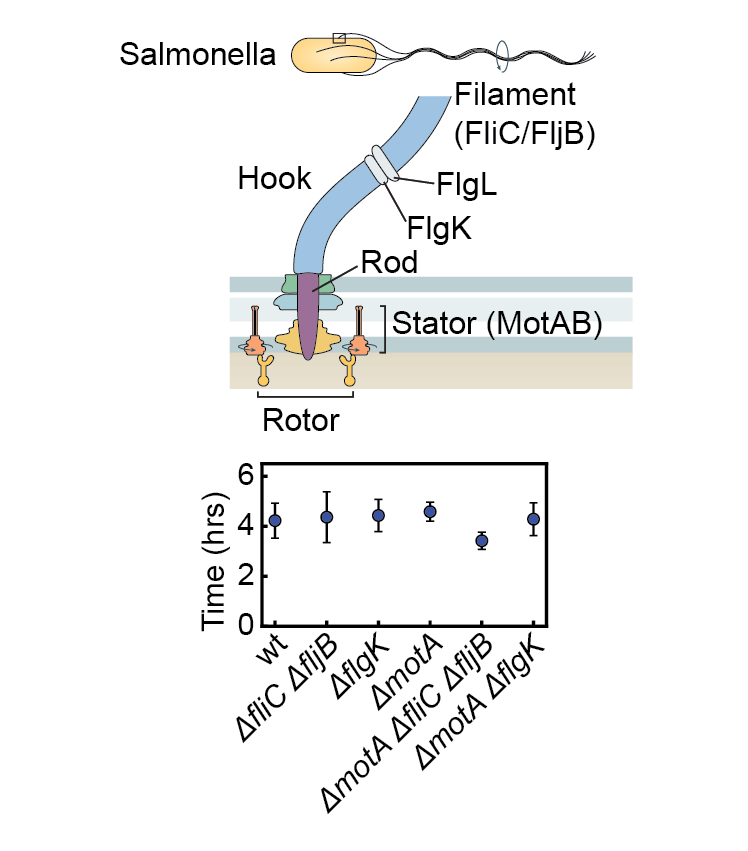 Salmonella
Filament
(FliC/FljB)
Hook
FlgL
FlgK
Rod
Stator (MotAB)
Rotor
Time (hrs)
6
4
2
0
wt
ΔfliC ΔfljB
ΔflgK
ΔmotA
ΔmotA ΔfliC ΔfljB
ΔmotA ΔflgK